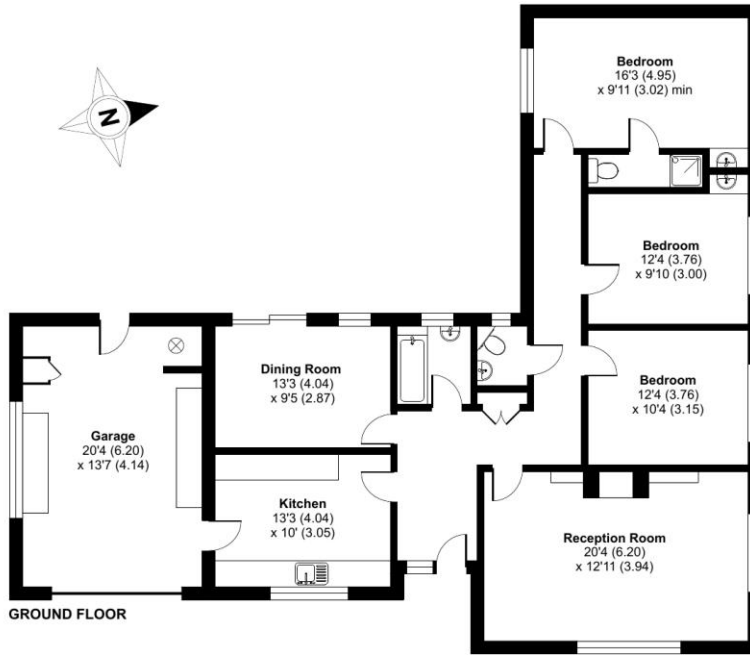 Bedroom
16'3 (4.95)
x 9'11 (3.02) min
N
Bedroom
12'4 (3.76)
x 9'10 (3.00)
Dining Room
13'3 (4.04)
x 9'5 (2.87)
Bedroom
12'4 (3.76)
x 10'4 (3.15)
Garage
20'4 (6.20)
x 13'7 (4.14)
Kitchen
13'3 (4.04)
x 10' (3.05)
Reception Room
20'4 (6.20)
x 12'11 (3.94)
GROUND FLOOR